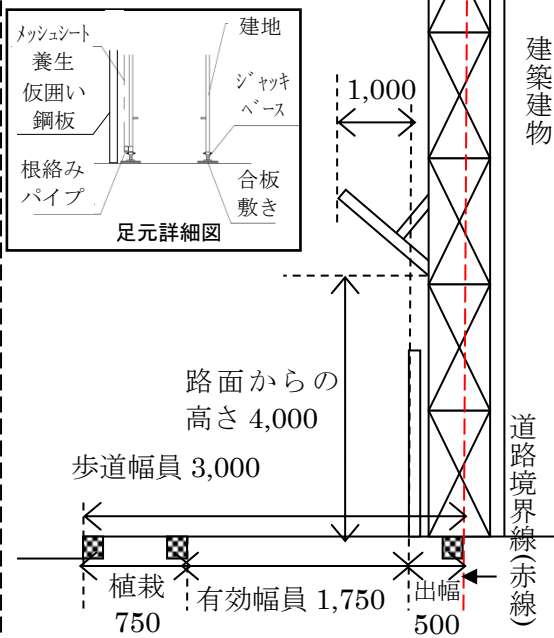 メッシュシート
養生
仮囲い
鋼板
根絡み
パイプ
建地
ジャッキ
ベース
合板
敷き
足元詳細図
1,000
建築建物
路面からの
高さ 4,000
歩道幅員 3,000
道路境界線(赤線)
植栽
750
有効幅員 1,750
出幅
500